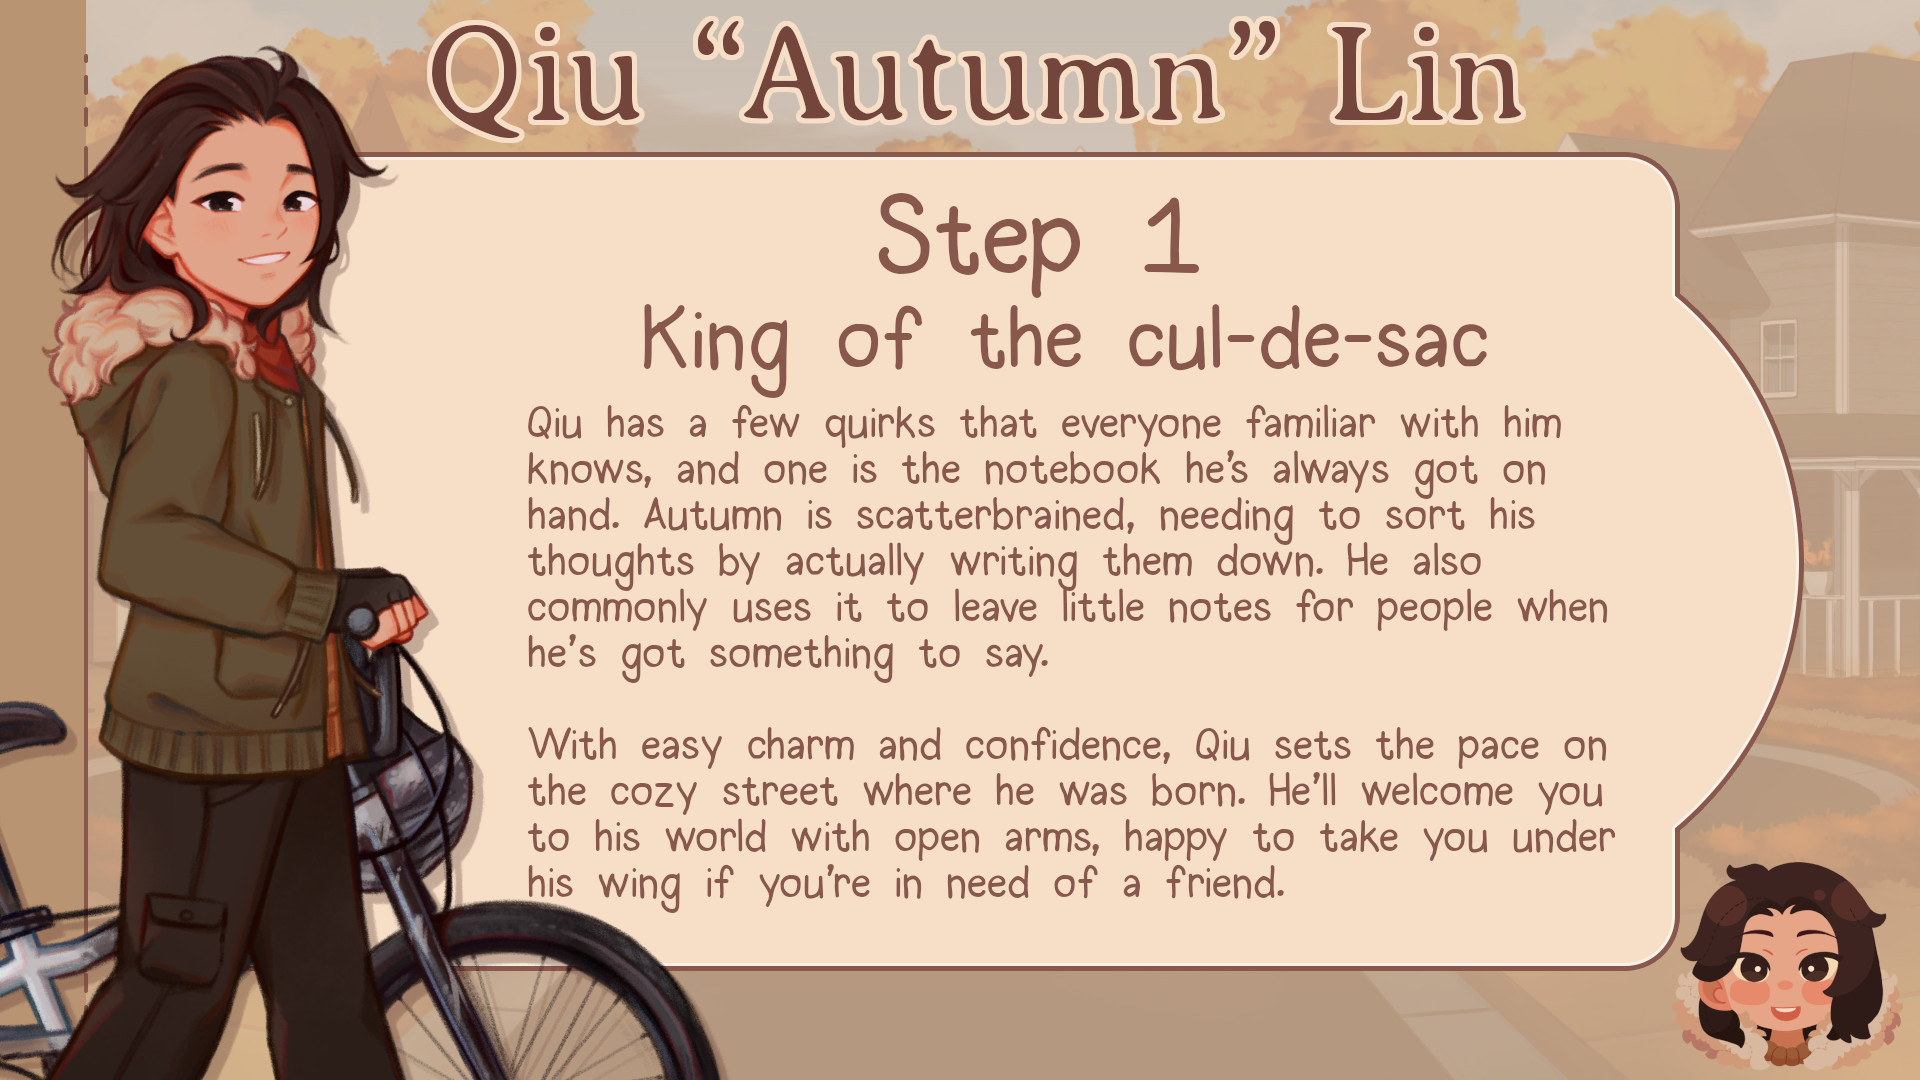 Qiu “Autumn” Lin
Step 1
King of the cul-de-sac
Qiu has a few quirks that everyone familiar with him
knows, and one is the notebook he’s always got on
hand. Autumn is scatterbrained, needing to sort his
thoughts by actually writing them down. He also
commonly uses it to leave little notes for people when
he’s got something to say.
With easy charm and confidence, Qiu sets the pace on
the cozy street where he was born. He’ll welcome you
to his world with open arms, happy to take you under
his wing if you’re in need of a friend.